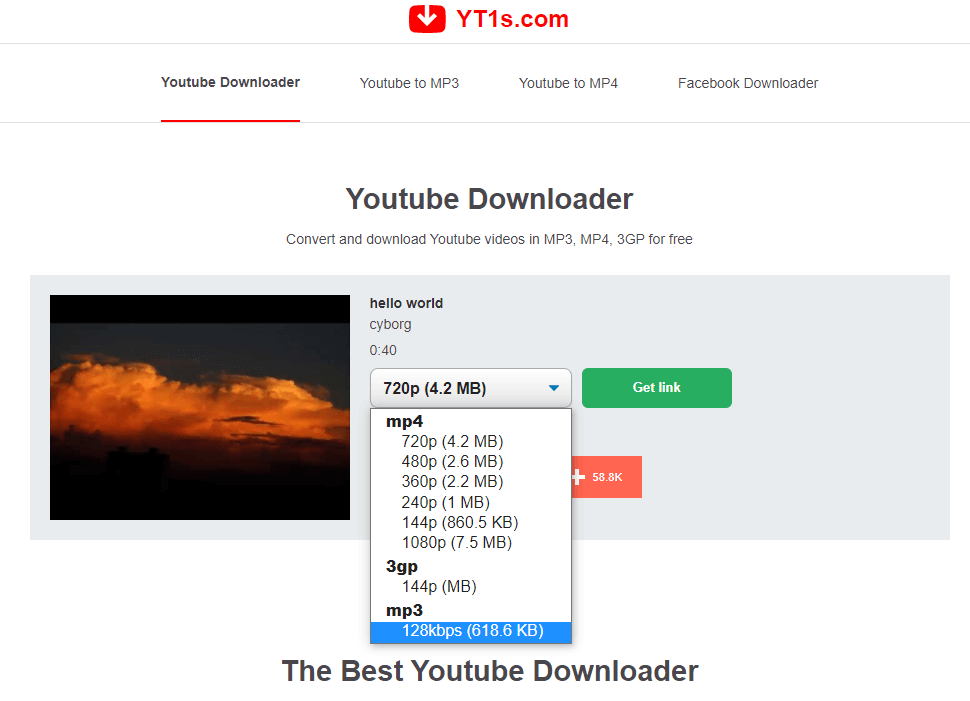 YT1s.com
Youtube Downloader
Youtube to MP3
Youtube to MP4
Facebook Downloader
Youtube Downloader
Convert and download Youtube videos in MP3, MP4, 3GP for free
hello world
cyborg
0:40
720p (4.2 MB)
Get link
mp4
720p (4.2 MB)
480p (2.6 MB)
360p (2.2 MB)
240p (1 MB)
144p (860.5 KB)
1080p (7.5 MB)
3gp
144p (MB)
mp3
128kbps (618.6 KB)
58.8K
The Best Youtube Downloader